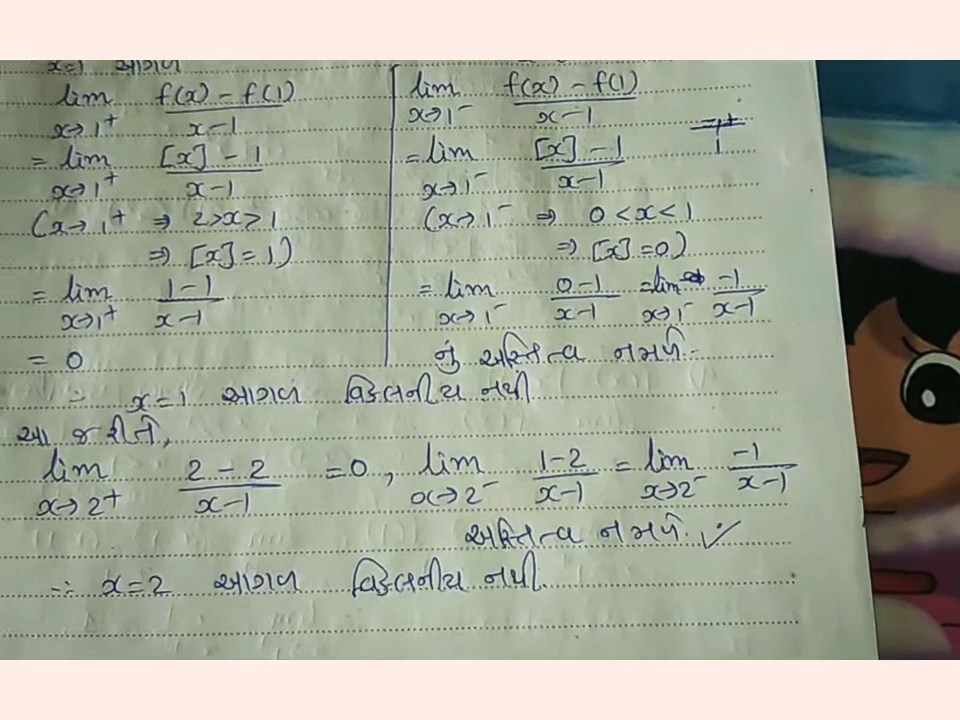 x=1 આગળ
lim x→1⁺ f(x) - f(1) / x-1
= lim x→1⁺ [x] - 1 / x-1
(x→1⁺ ⇒ 2>x>1
⇒ [x] = 1)
= lim x→1⁺ 1-1 / x-1
= 0
lim x→1⁻ f(x) - f(1) / x-1
= lim x→1⁻ [x] - 1 / x-1
(x→1⁻ ⇒ 0<x<1
⇒ [x] = 0)
= lim x→1⁻ 0-1 / x-1 = lim x→1⁻ -1 / x-1
નું અસ્તિત્વ ન મળે.
∴ x=1 આગળ વિકલનીય નથી
આ જ રીતે,
lim x→2⁺ 2-2 / x-1 = 0, lim x→2⁻ 1-2 / x-1 = lim x→2⁻ -1 / x-1
અસ્તિત્વ ન મળે.
∴ x=2 આગળ વિકલનીય નથી.